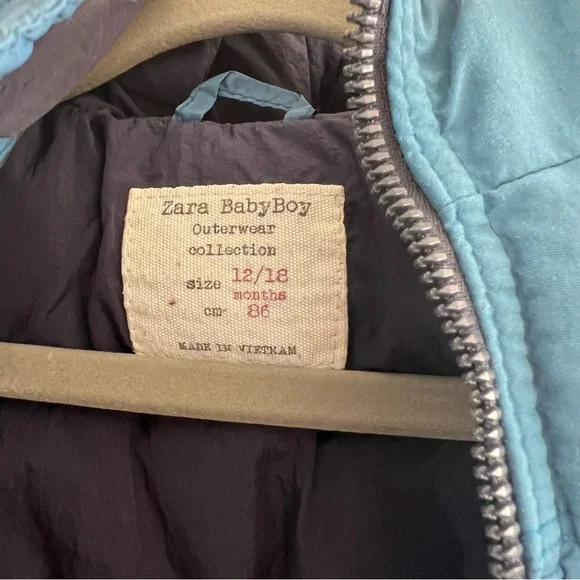 Zara BabyBoy
Outerwear
collection
size 12/18
months
cm 86
MADE IN VIETNAM